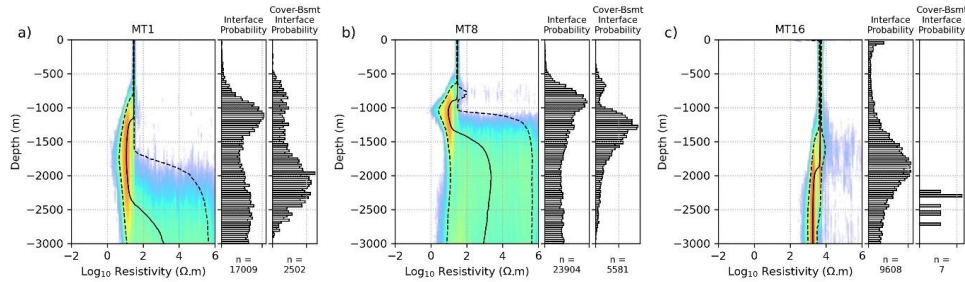 a)
MT1
Interface
Probability
Cover-Bsmt
Interface
Probability
0
−500
−1000
−1500
−2000
−2500
−3000
Depth (m)
−2 0 2 4 6
Log10 Resistivity (Ω.m)
n =
17009
n =
2502
b)
MT8
Interface
Probability
Cover-Bsmt
Interface
Probability
0
−500
−1000
−1500
−2000
−2500
−3000
Depth (m)
−2 0 2 4 6
Log10 Resistivity (Ω.m)
n =
23904
n =
5581
c)
MT16
Interface
Probability
Cover-Bsmt
Interface
Probability
0
−500
−1000
−1500
−2000
−2500
−3000
Depth (m)
−2 0 2 4 6
Log10 Resistivity (Ω.m)
n =
9608
n =
7